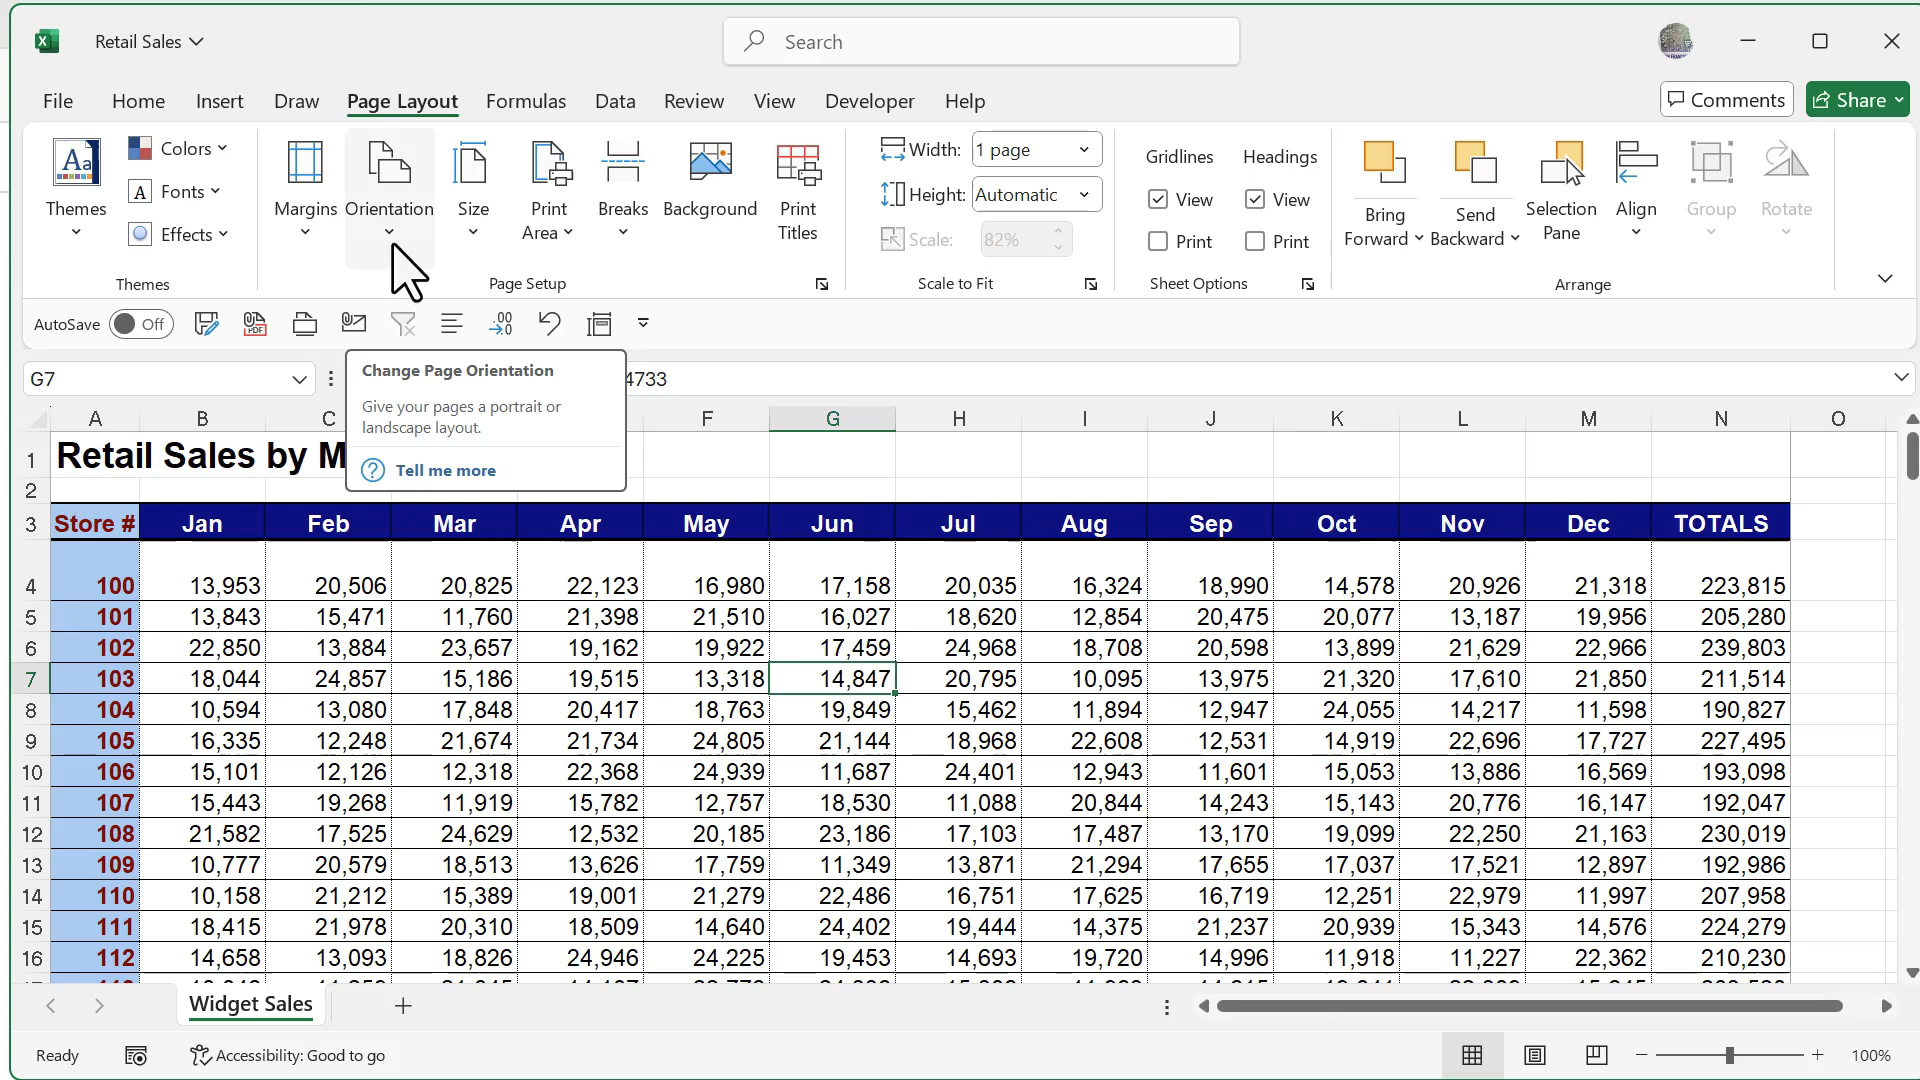 Retail Sales
Search
File Home Insert Draw Page Layout Formulas Data Review View Developer Help Comments Share
Themes Colors Fonts Effects
Themes
Margins Orientation Size Print Area Breaks Background Print Titles
Page Setup
Width: 1 page
Height: Automatic
Scale: 82%
Scale to Fit
Gridlines Headings
View View
Print Print
Sheet Options
Bring Forward Send Backward Selection Pane Align Group Rotate
Arrange
AutoSave Off
G7 4733
Change Page Orientation
Give your pages a portrait or
landscape layout.
Tell me more
A B C F G H I J K L M N O
1 Retail Sales by M
2
3 Store # Jan Feb Mar Apr May Jun Jul Aug Sep Oct Nov Dec TOTALS
4 100 13,953 20,506 20,825 22,123 16,980 17,158 20,035 16,324 18,990 14,578 20,926 21,318 223,815
5 101 13,843 15,471 11,760 21,398 21,510 16,027 18,620 12,854 20,475 20,077 13,187 19,956 205,280
6 102 22,850 13,884 23,657 19,162 19,922 17,459 24,968 18,708 20,598 13,899 21,629 22,966 239,803
7 103 18,044 24,857 15,186 19,515 13,318 14,847 20,795 10,095 13,975 21,320 17,610 21,850 211,514
8 104 10,594 13,080 17,848 20,417 18,763 19,849 15,462 11,894 12,947 24,055 14,217 11,598 190,827
9 105 16,335 12,248 21,674 21,734 24,805 21,144 18,968 22,608 12,531 14,919 22,696 17,727 227,495
10 106 15,101 12,126 12,318 22,368 24,939 11,687 24,401 12,943 11,601 15,053 13,886 16,569 193,098
11 107 15,443 19,268 11,919 15,782 12,757 18,530 11,088 20,844 14,243 15,143 20,776 16,147 192,047
12 108 21,582 17,525 24,629 12,532 20,185 23,186 17,103 17,487 13,170 19,099 22,250 21,163 230,019
13 109 10,777 20,579 18,513 13,626 17,759 11,349 13,871 21,294 17,655 17,037 17,521 12,897 192,986
14 110 10,158 21,212 15,389 19,001 21,279 22,486 16,751 17,625 16,719 12,251 22,979 11,997 207,958
15 111 18,415 21,978 20,310 18,509 14,640 24,402 19,444 14,375 21,237 20,939 15,343 14,576 224,279
16 112 14,658 13,093 18,826 24,946 24,225 19,453 14,693 19,720 14,996 11,918 11,227 22,362 210,230
Widget Sales
Ready Accessibility: Good to go 100%